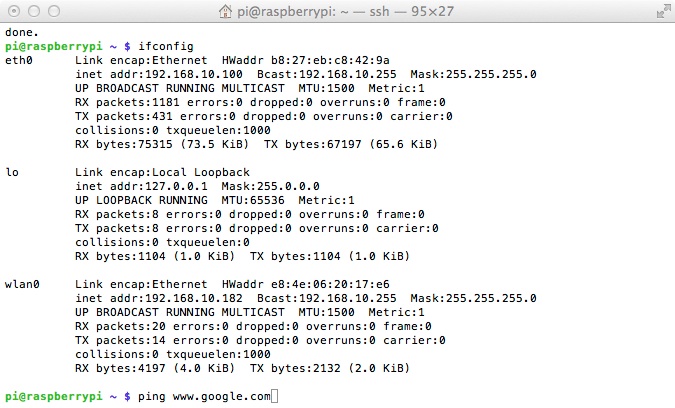 pi@raspberrypi: ~ — ssh — 95×27
done.
pi@raspberrypi ~ $ ifconfig
eth0      Link encap:Ethernet  HWaddr b8:27:eb:c8:42:9a
          inet addr:192.168.10.100  Bcast:192.168.10.255  Mask:255.255.255.0
          UP BROADCAST RUNNING MULTICAST  MTU:1500  Metric:1
          RX packets:1181 errors:0 dropped:0 overruns:0 frame:0
          TX packets:431 errors:0 dropped:0 overruns:0 carrier:0
          collisions:0 txqueuelen:1000
          RX bytes:75315 (73.5 KiB)  TX bytes:67197 (65.6 KiB)
lo        Link encap:Local Loopback
          inet addr:127.0.0.1  Mask:255.0.0.0
          UP LOOPBACK RUNNING  MTU:65536  Metric:1
          RX packets:8 errors:0 dropped:0 overruns:0 frame:0
          TX packets:8 errors:0 dropped:0 overruns:0 carrier:0
          collisions:0 txqueuelen:0
          RX bytes:1104 (1.0 KiB)  TX bytes:1104 (1.0 KiB)
wlan0     Link encap:Ethernet  HWaddr e8:4e:06:20:17:e6
          inet addr:192.168.10.182  Bcast:192.168.10.255  Mask:255.255.255.0
          UP BROADCAST RUNNING MULTICAST  MTU:1500  Metric:1
          RX packets:20 errors:0 dropped:0 overruns:0 frame:0
          TX packets:14 errors:0 dropped:0 overruns:0 carrier:0
          collisions:0 txqueuelen:1000
          RX bytes:4197 (4.0 KiB)  TX bytes:2132 (2.0 KiB)
pi@raspberrypi ~ $ ping www.google.com